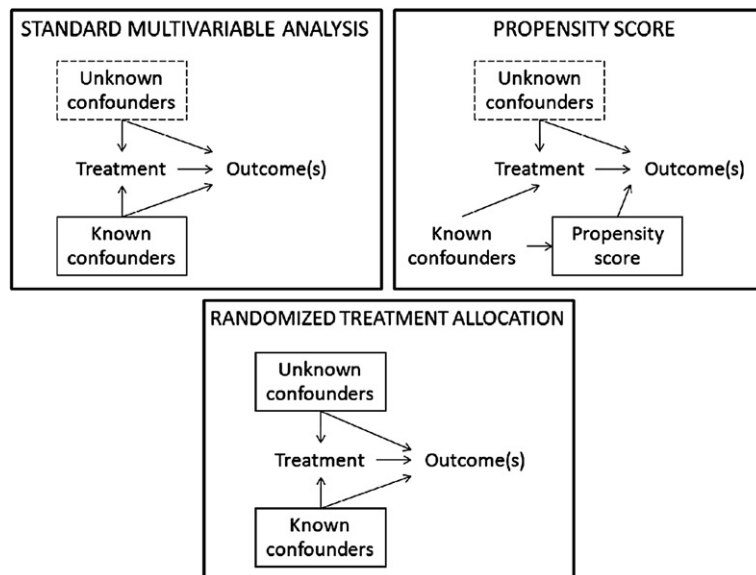 STANDARD MULTIVARIABLE ANALYSIS
Unknown
confounders
Treatment
Outcome(s)
Known
confounders
PROPENSITY SCORE
Unknown
confounders
Treatment
Outcome(s)
Known
confounders
Propensity
score
RANDOMIZED TREATMENT ALLOCATION
Unknown
confounders
Treatment
Outcome(s)
Known
confounders